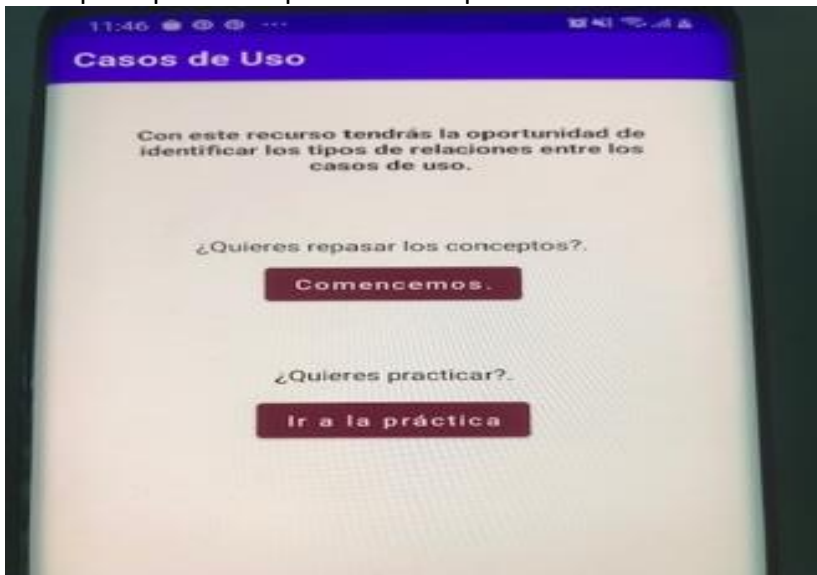 11:46
Casos de Uso
Con este recurso tendrás la oportunidad de
identificar los tipos de relaciones entre los
casos de uso.
¿Quieres repasar los conceptos?.
Comencemos.
¿Quieres practicar?.
Ir a la práctica